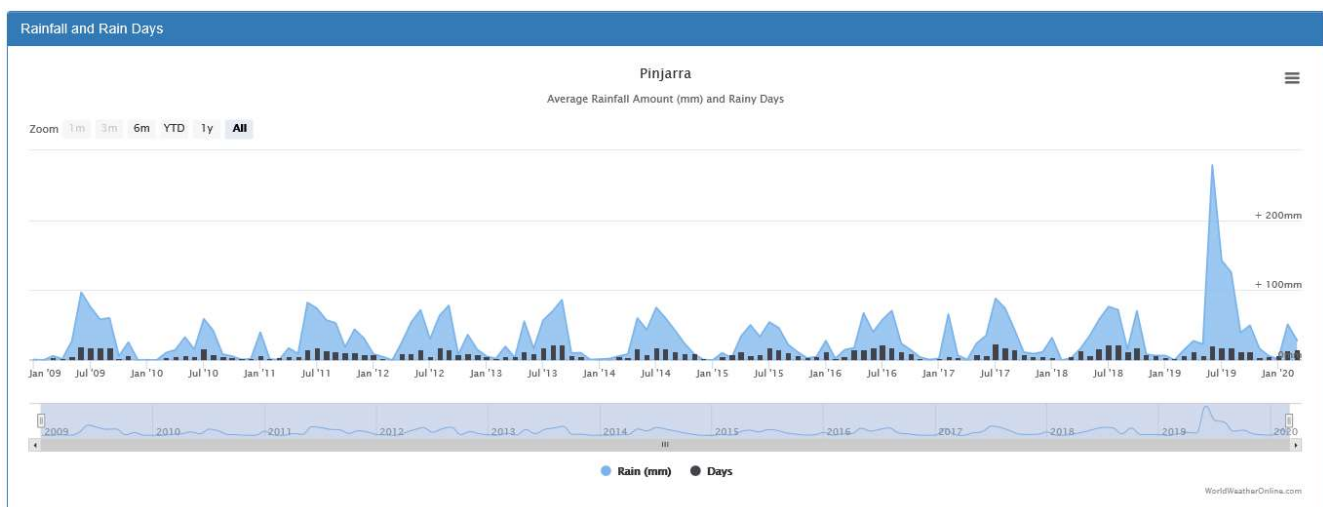 Rainfall and Rain Days
Pinjarra
Average Rainfall Amount (mm) and Rainy Days
Zoom 1m 3m 6m YTD 1y All
+ 200mm
+ 100mm
0mm
Jan '09 Jul '09 Jan '10 Jul '10 Jan '11 Jul '11 Jan '12 Jul '12 Jan '13 Jul '13 Jan '14 Jul '14 Jan '15 Jul '15 Jan '16 Jul '16 Jan '17 Jul '17 Jan '18 Jul '18 Jan '19 Jul '19 Jan '20
2009 2010 2011 2012 2013 2014 2015 2016 2017 2018 2019 2020
Rain (mm) Days
WorldWeatherOnline.com